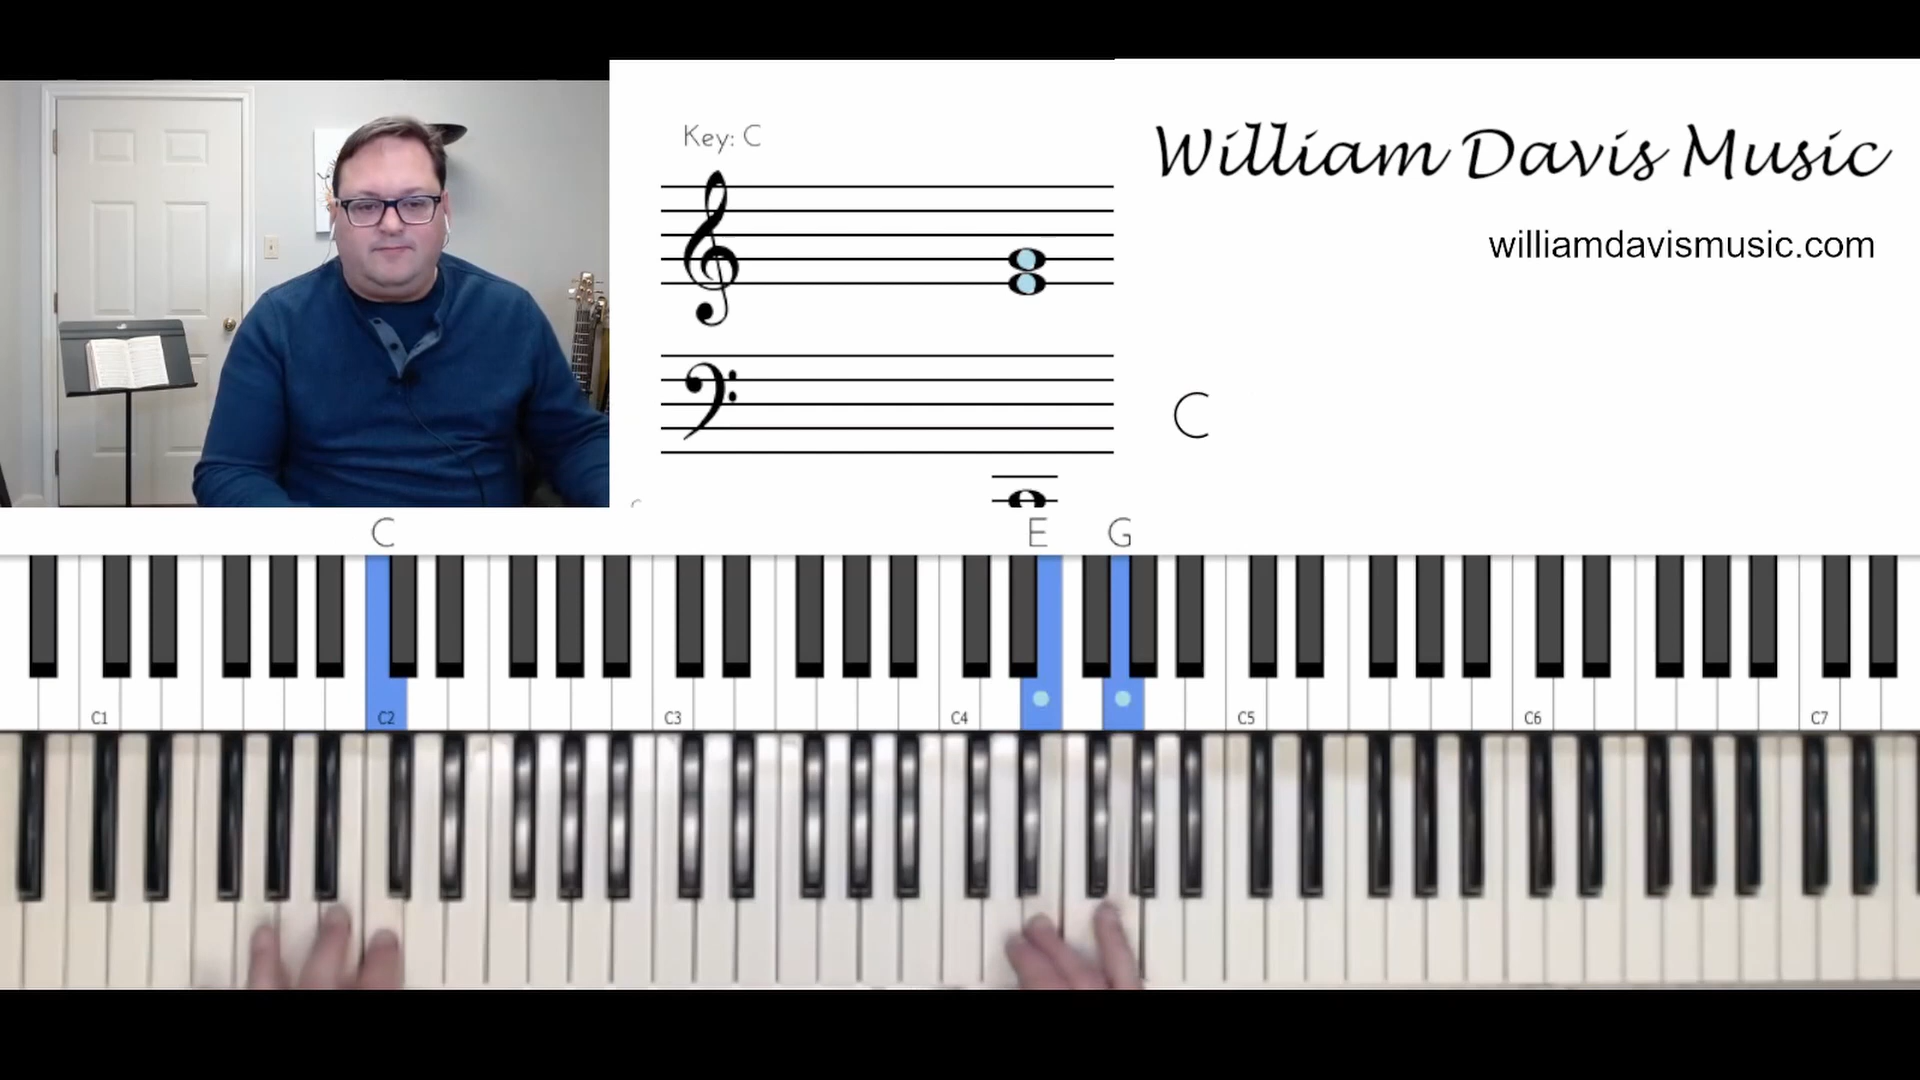 Key: C
William Davis Music
williamdavismusic.com
C
C E G
C1 C2 C3 C4 C5 C6 C7